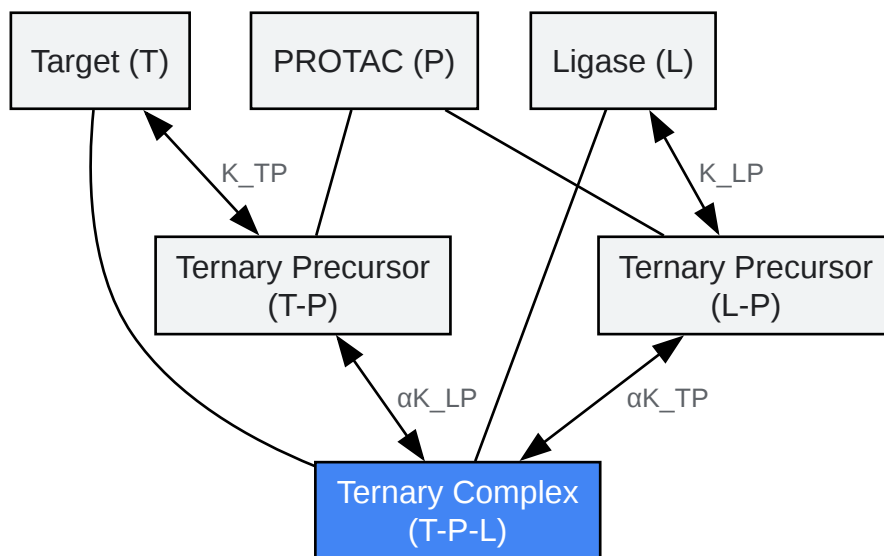 Target (T)
PROTAC (P)
Ligase (L)
K_TP
K_LP
Ternary Precursor
(T-P)
Ternary Precursor
(L-P)
αK_LP
αK_TP
Ternary Complex
(T-P-L)